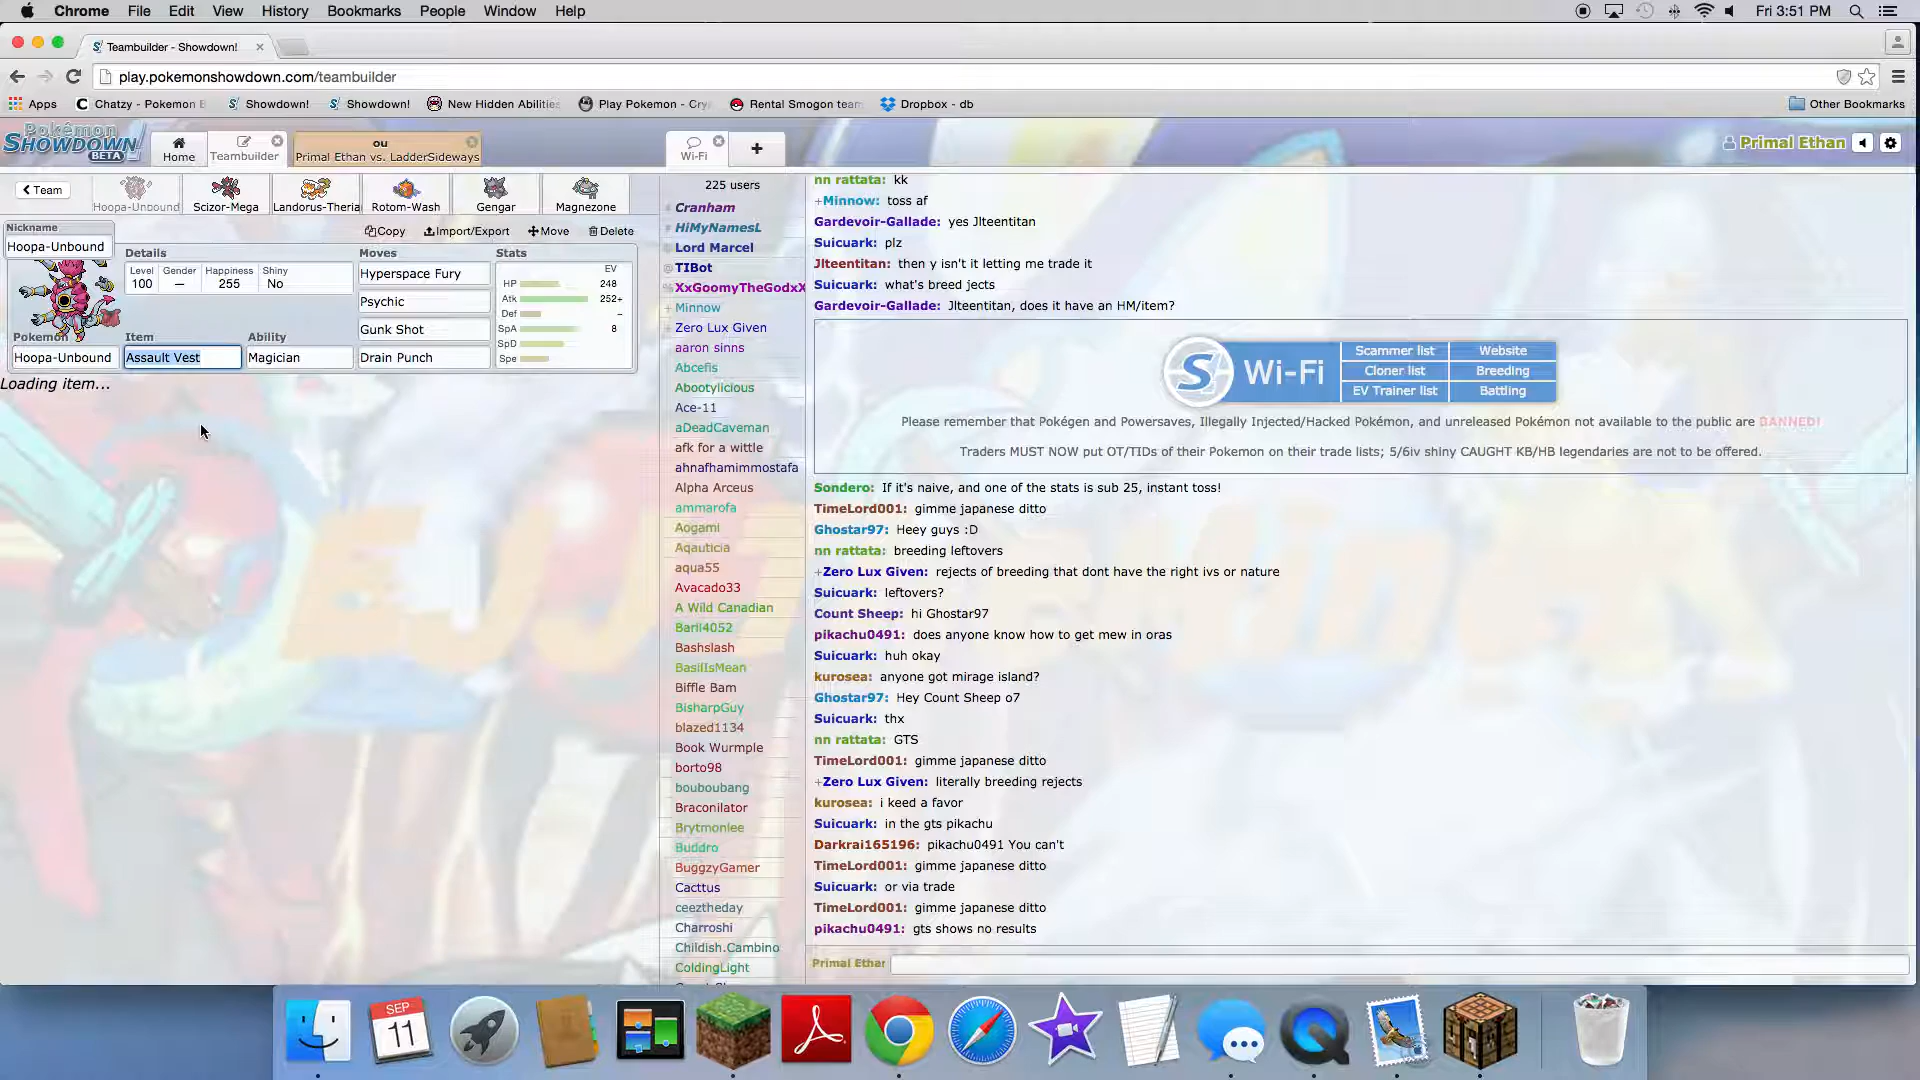 Chrome File Edit View History Bookmarks People Window Help
Fri 3:51 PM
Teambuilder - Showdown!
play.pokemonshowdown.com/teambuilder
Apps
Chatzy - Pokemon
Showdown!
Showdown!
New Hidden Abilities
Play Pokemon - Cry
Rental Smogon team
Dropbox - db
Other Bookmarks
Pokémon
SHOWDOWN!
BETA
Home
Teambuilder
ou
Primal Ethan vs. LadderSideways
Wi-Fi
Primal Ethan
Team
Hoopa-Unbound
Scizor-Mega
Landorus-Theria
Rotom-Wash
Gengar
Magnezone
Copy Import/Export Move Delete
Nickname
Hoopa-Unbound
Details
Level Gender Happiness Shiny
100 — 255 No
Pokemon
Hoopa-Unbound
Item
Assault Vest
Ability
Magician
Moves
Hyperspace Fury
Psychic
Gunk Shot
Drain Punch
Stats
EV
HP 248
Atk 252+
Def –
SpA 8
SpD
Spe
Loading item...
225 users
Cranham
HiMyNamesL
Lord Marcel
@TIBot
%XxGoomyTheGodxX
+Minnow
+Zero Lux Given
aaron sinns
Abcefis
Abootylicious
Ace-11
aDeadCaveman
afk for a wittle
ahnafhamimmostafa
Alpha Arceus
ammarofa
Aogami
Aqauticia
aqua55
Avacado33
A Wild Canadian
Baril4052
Bashslash
BasilIsMean
Biffle Bam
BisharpGuy
blazed1134
Book Wurmple
borto98
bouboubang
Braconilator
Brytmonlee
Buddro
BuggzyGamer
Cacttus
ceeztheday
Charroshi
Childish.Cambino
ColdingLight
nn rattata: kk
+Minnow: toss af
Gardevoir-Gallade: yes Jlteentitan
Suicuark: plz
Jlteentitan: then y isn't it letting me trade it
Suicuark: what's breed jects
Gardevoir-Gallade: Jlteentitan, does it have an HM/item?
S Wi-Fi
Scammer list Website
Cloner list Breeding
EV Trainer list Battling
Please remember that Pokégen and Powersaves, Illegally Injected/Hacked Pokémon, and unreleased Pokémon not available to the public are BANNED!
Traders MUST NOW put OT/TIDs of their Pokemon on their trade lists; 5/6iv shiny CAUGHT KB/HB legendaries are not to be offered.
Sondero: If it's naive, and one of the stats is sub 25, instant toss!
TimeLord001: gimme japanese ditto
Ghostar97: Heey guys :D
nn rattata: breeding leftovers
+Zero Lux Given: rejects of breeding that dont have the right ivs or nature
Suicuark: leftovers?
Count Sheep: hi Ghostar97
pikachu0491: does anyone know how to get mew in oras
Suicuark: huh okay
kurosea: anyone got mirage island?
Ghostar97: Hey Count Sheep o7
Suicuark: thx
nn rattata: GTS
TimeLord001: gimme japanese ditto
+Zero Lux Given: literally breeding rejects
kurosea: i keed a favor
Suicuark: in the gts pikachu
Darkrai165196: pikachu0491 You can't
TimeLord001: gimme japanese ditto
Suicuark: or via trade
TimeLord001: gimme japanese ditto
pikachu0491: gts shows no results
Primal Ethan
SEP
11